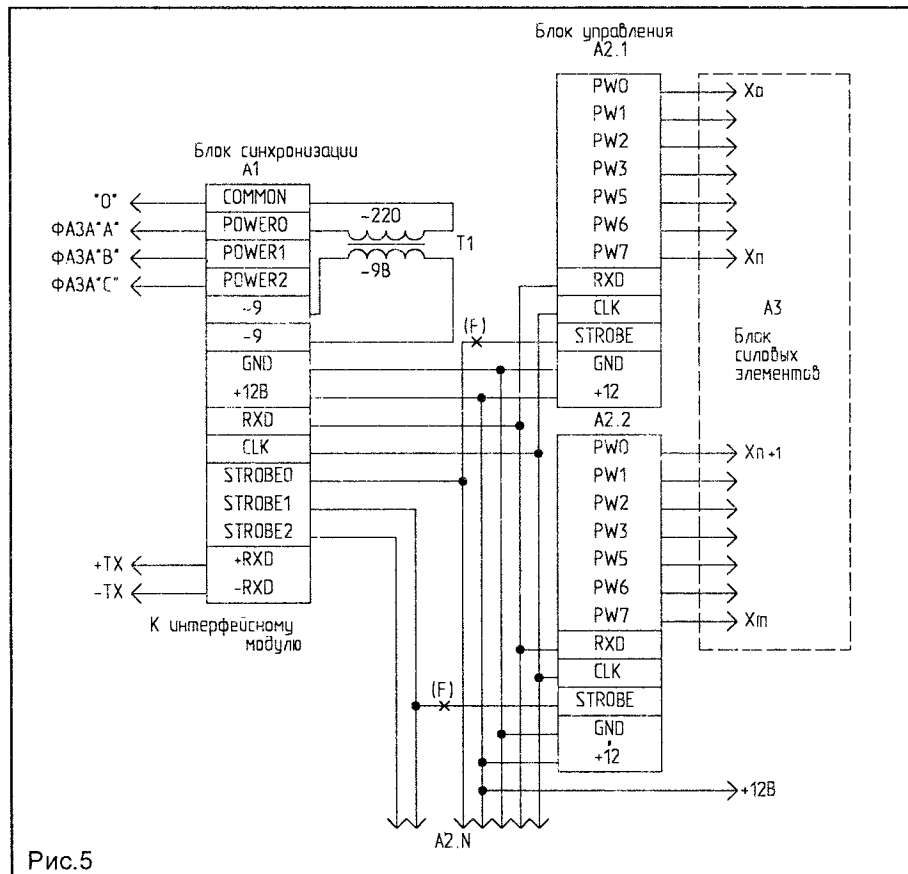 Блок управления
A2.1
PW0
PW1
PW2
PW3
PW5
PW6
PW7
RXD
CLK
STROBE
GND
+12
X0
Xn
A3
Блок
силовых
элементов
Блок синхронизации
A1
COMMON
POWER0
POWER1
POWER2
~9
~9
GND
+12В
RXD
CLK
STROBE0
STROBE1
STROBE2
+RXD
-RXD
"0"
ФАЗА"А"
ФАЗА"В"
ФАЗА"С"
~220
T1
~9В
(F)
+TX
-TX
К интерфейсному
модулю
A2.2
PW0
PW1
PW2
PW3
PW5
PW6
PW7
RXD
CLK
STROBE
GND
+12
Xn+1
Xm
(F)
+12В
A2.N
Рис.5